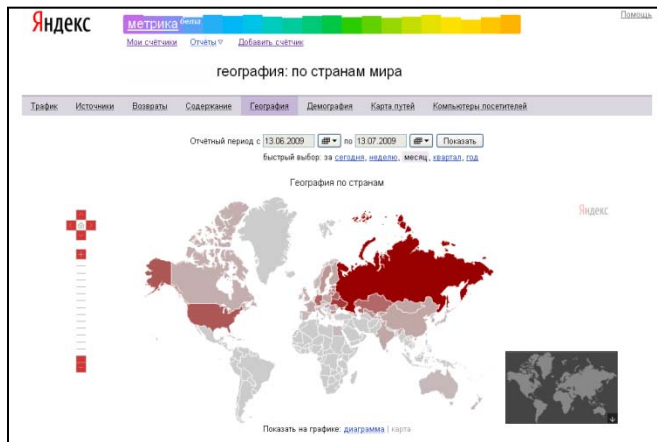 Помощь
Яндекс метрика бета
Мои счётчики Отчёты ▽ Добавить счётчик
география: по странам мира
Трафик Источники Возвраты Содержание География Демография Карта путей Компьютеры посетителей
Отчётный период с 13.06.2009 по 13.07.2009 Показать
быстрый выбор: за сегодня, неделю, месяц, квартал, год
География по странам
Яндекс
Показать на графике: диаграмма | карта